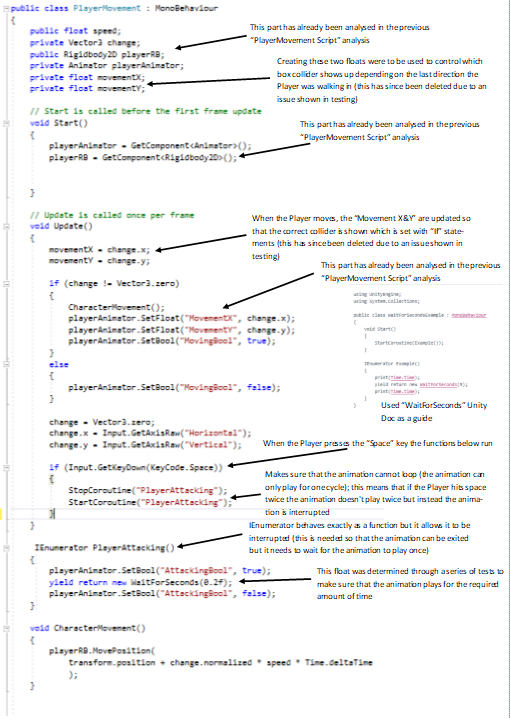 public class PlayerMovement : MonoBehaviour
{
public float speed;
private Vector3 change;
public Rigidbody2D playerRB;
private Animator playerAnimator;
private float movementX;
private float movementY;
This part has already been analysed in the previous
"PlayerMovement Script" analysis
Creating these two floats were to be used to control which
box collider shows up depending on the last direction the
Player was walking in (this has since been deleted due to an
issue shown in testing)
// Start is called before the first frame update
void Start()
{
playerAnimator = GetComponent<Animator>();
playerRB = GetComponent<Rigidbody2D>();
}
This part has already been analysed in the previous
"PlayerMovement Script" analysis
// Update is called once per frame
void Update()
{
movementX = change.x;
movementY = change.y;
When the Player moves, the "Movement X&Y" are updated so
that the correct collider is shown which is set with "If" state-
ments (this has since been deleted due to an issue shown in
testing)
if (change != Vector3.zero)
{
CharacterMovement();
playerAnimator.SetFloat("MovementX", change.x);
playerAnimator.SetFloat("MovementY", change.y);
playerAnimator.SetBool("MovingBool", true);
}
else
{
playerAnimator.SetBool("MovingBool", false);
}
This part has already been analysed in the previous
"PlayerMovement Script" analysis
using UnityEngine;
using System.Collections;
public class WaitForSecondsExample : MonoBehaviour
{
void Start()
{
StartCoroutine(Example());
}
IEnumerator Example()
{
print(Time.time);
yield return new WaitForSeconds(5);
print(Time.time);
}
}
Used "WaitForSeconds" Unity
Doc as a guide
change = Vector3.zero;
change.x = Input.GetAxisRaw("Horizontal");
change.y = Input.GetAxisRaw("Vertical");
When the Player presses the "Space" key the functions below run
if (Input.GetKeyDown(KeyCode.Space))
{
StopCoroutine("PlayerAttacking");
StartCoroutine("PlayerAttacking");
}
}
Makes sure that the animation cannot loop (the animation can
only play for one cycle); this means that if the Player hits space
twice the animation doesn't play twice but instead the anima-
tion is interrupted
IEnumerator PlayerAttacking()
{
playerAnimator.SetBool("AttackingBool", true);
yield return new WaitForSeconds(0.2f);
playerAnimator.SetBool("AttackingBool", false);
}
IEnumerator behaves exactly as a function but it allows it to be
interrupted (this is needed so that the animation can be exited
but it needs to wait for the animation to play once)
This float was determined through a series of tests to
make sure that the animation plays for the required
amount of time
void CharacterMovement()
{
playerRB.MovePosition(
transform.position + change.normalized * speed * Time.deltaTime
);
}